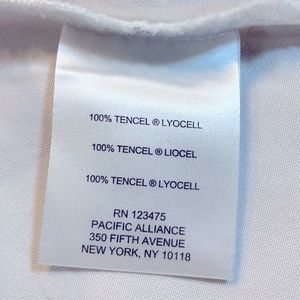 100% TENCEL ® LYOCELL
100% TENCEL ® LIOCEL
100% TENCEL ® LYOCELL
RN 123475
PACIFIC ALLIANCE
350 FIFTH AVENUE
NEW YORK, NY 10118